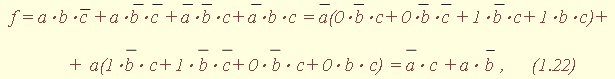 f = a·b·c̅ + a·b̅·c̅ + a̅·b̅·c + a̅·b·c = a̅(0·b̅·c + 0·b̅·c̅ + 1·b̅·c + 1·b·c)+
+ a(1·b̅·c + 1·b̅·c̅ + 0·b̅·c + 0·b·c) = a̅·c + a·b̅ , (1.22)